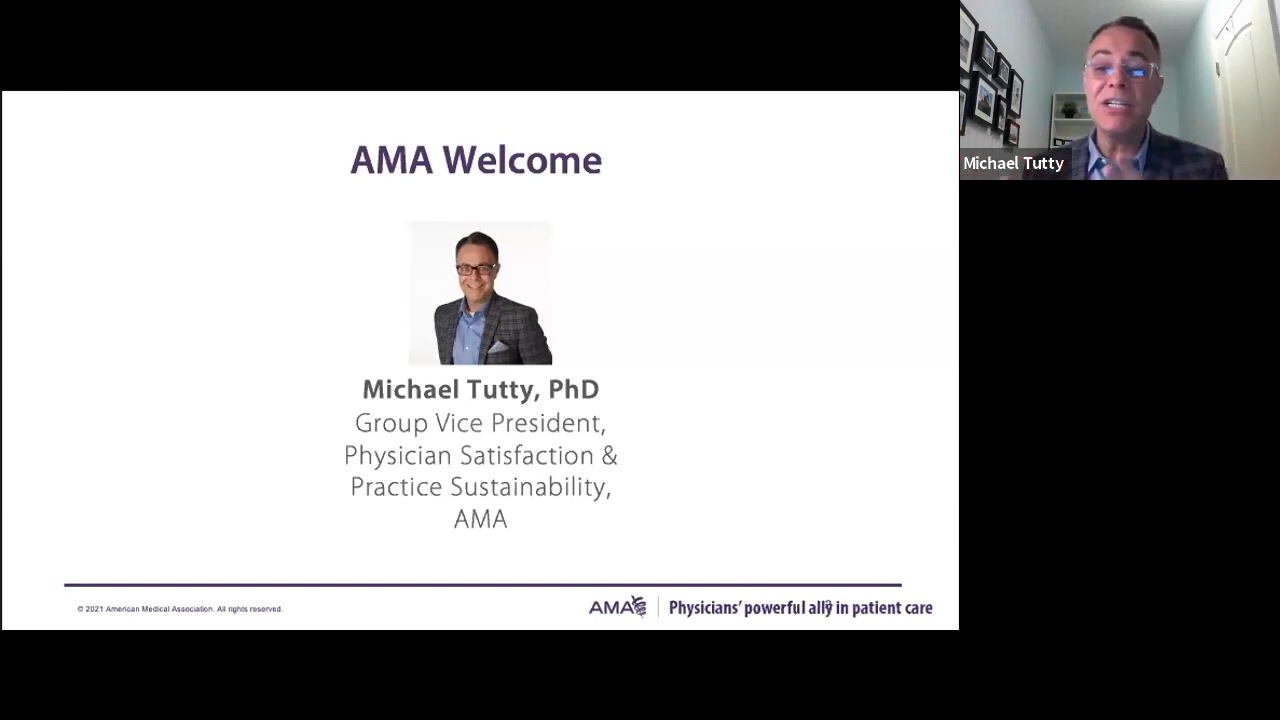 AMA Welcome
Michael Tutty
Michael Tutty, PhD
Group Vice President,
Physician Satisfaction &
Practice Sustainability,
AMA
© 2021 American Medical Association. All rights reserved.
AMA
Physicians' powerful ally in patient care